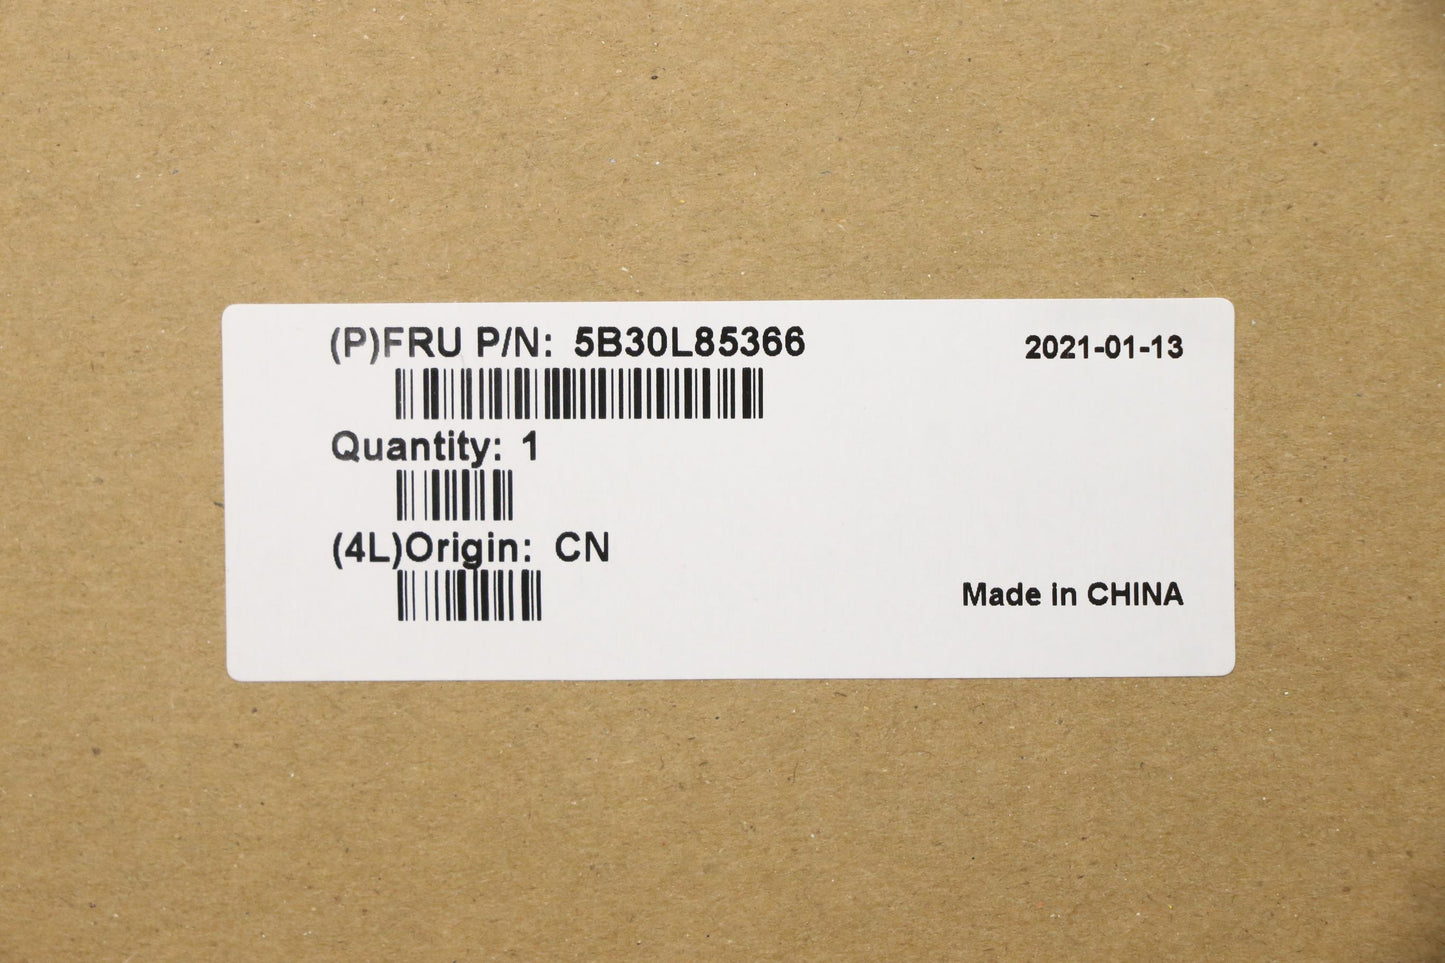 (P)FRU P/N: 5B30L85366
2021-01-13
Quantity: 1
(4L)Origin: CN
Made in CHINA